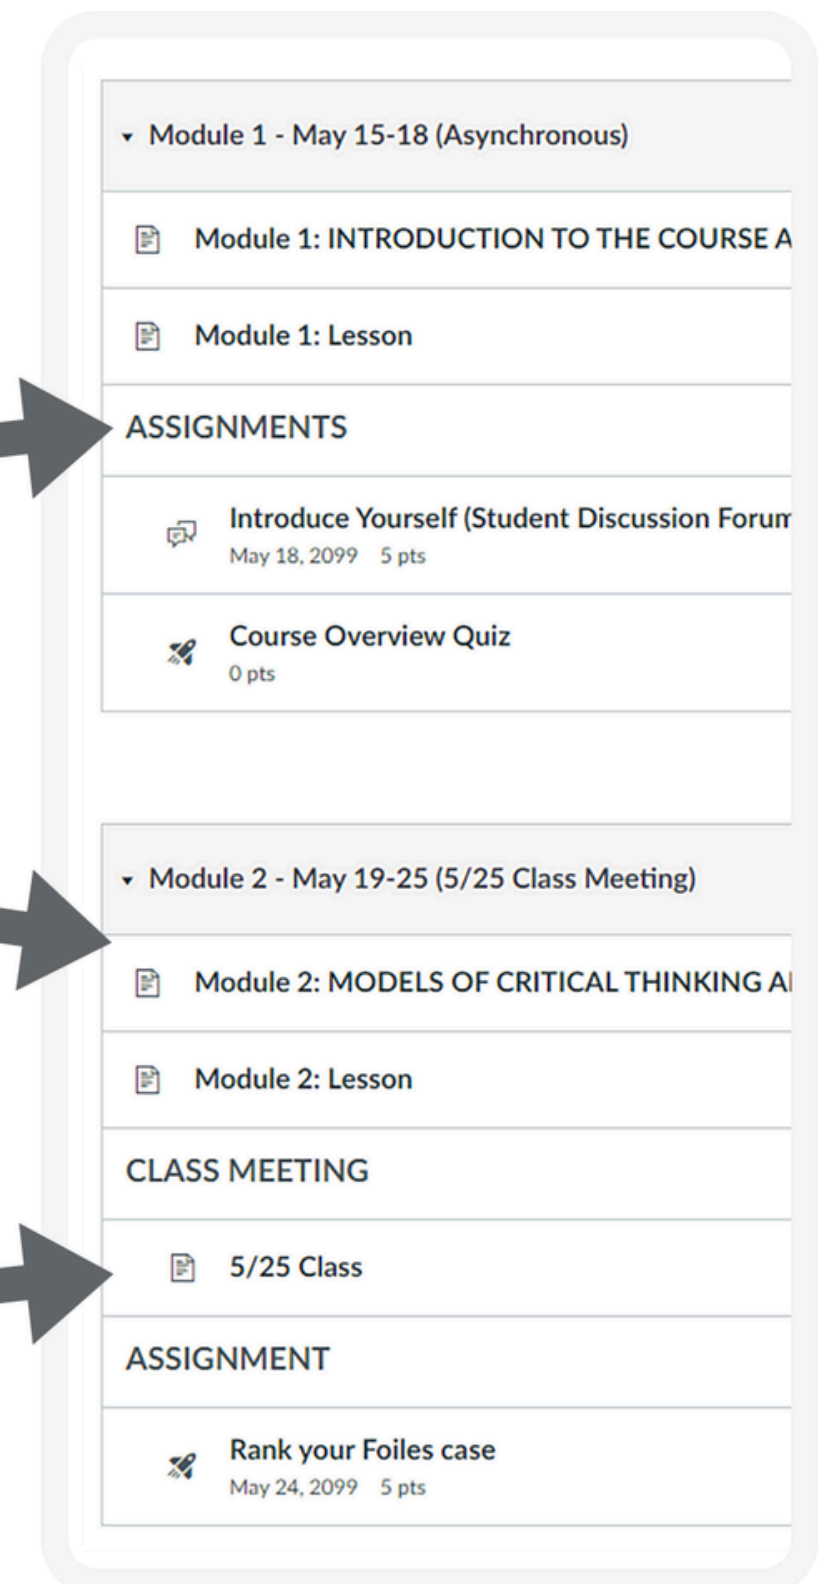 Module 1 - May 15-18 (Asynchronous)
Module 1: INTRODUCTION TO THE COURSE A
Module 1: Lesson
ASSIGNMENTS
Introduce Yourself (Student Discussion Forum
May 18, 2099 5 pts
Course Overview Quiz
0 pts
Module 2 - May 19-25 (5/25 Class Meeting)
Module 2: MODELS OF CRITICAL THINKING
Module 2: Lesson
CLASS MEETING
5/25 Class
ASSIGNMENT
Rank your Foiles case
May 24, 2099 5 pts